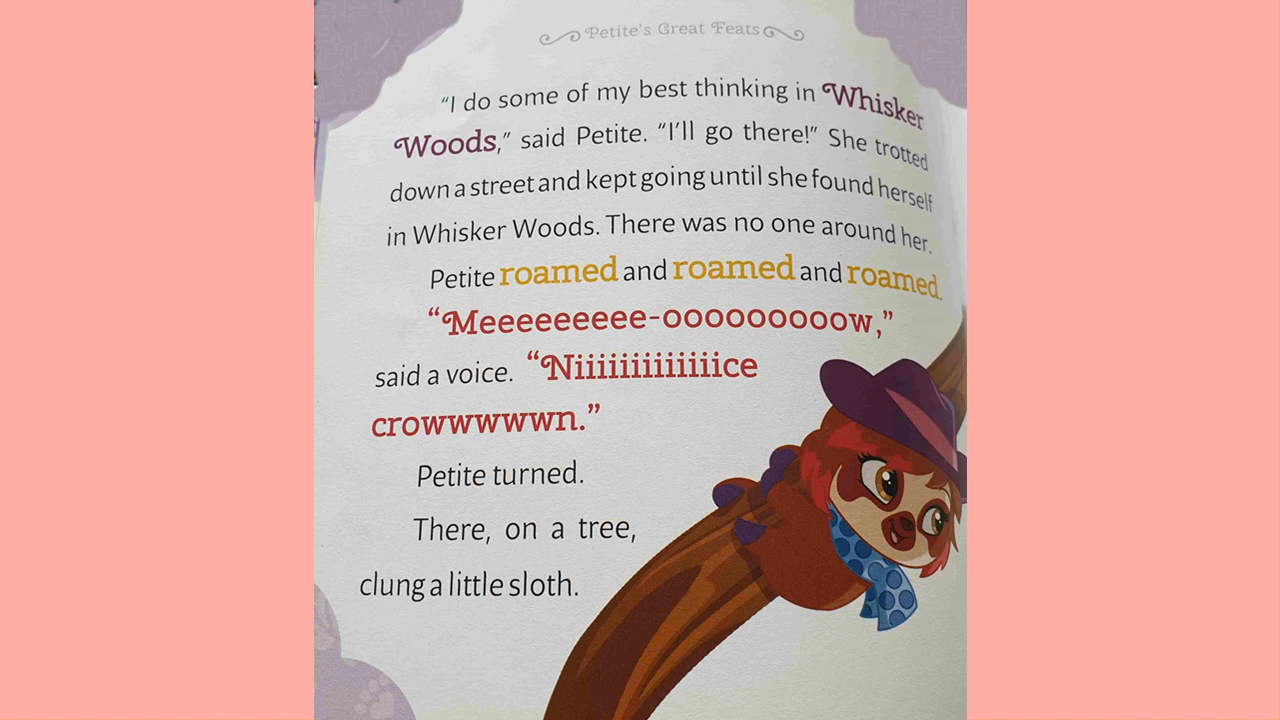 Petite's Great Feats
"I do some of my best thinking in Whisker
Woods," said Petite. "I'll go there!" She trotted
down a street and kept going until she found herself
in Whisker Woods. There was no one around her.
Petite roamed and roamed and roamed.
"Meeeeeeeee-ooooooooow,"
said a voice. "Niiiiiiiiiiiiice
crowwwwwn."
Petite turned.
There, on a tree,
clung a little sloth.